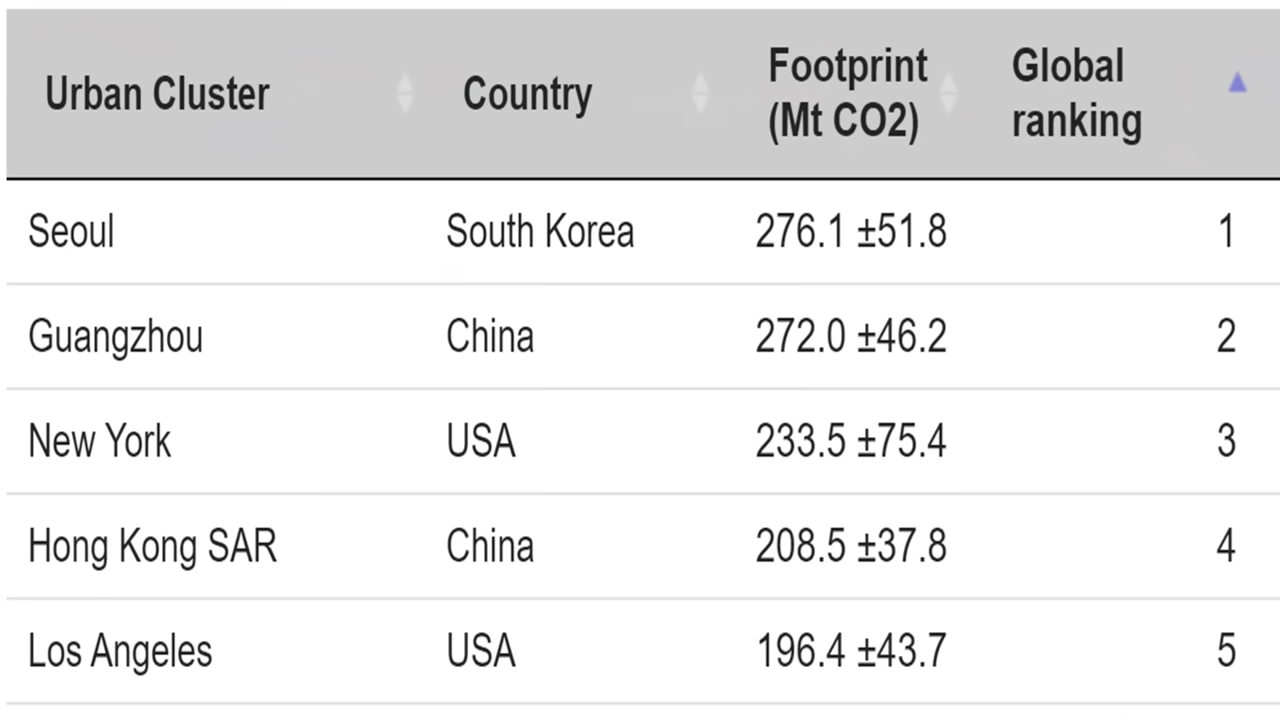 Urban Cluster Country Footprint (Mt CO2) Global ranking
Seoul South Korea 276.1 ±51.8 1
Guangzhou China 272.0 ±46.2 2
New York USA 233.5 ±75.4 3
Hong Kong SAR China 208.5 ±37.8 4
Los Angeles USA 196.4 ±43.7 5